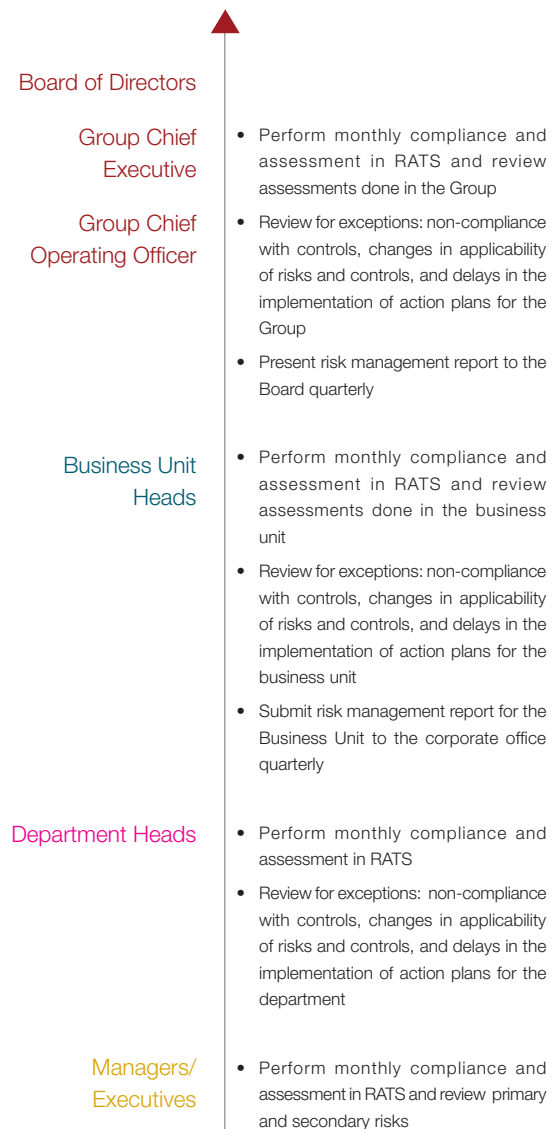 Board of Directors
Group Chief
Executive
• Perform monthly compliance and
assessment in RATS and review
assessments done in the Group
Group Chief
Operating Officer
• Review for exceptions: non-compliance
with controls, changes in applicability
of risks and controls, and delays in the
implementation of action plans for the
Group
• Present risk management report to the
Board quarterly
Business Unit
Heads
• Perform monthly compliance and
assessment in RATS and review
assessments done in the business
unit
• Review for exceptions: non-compliance
with controls, changes in applicability
of risks and controls, and delays in the
implementation of action plans for the
business unit
• Submit risk management report for the
Business Unit to the corporate office
quarterly
Department Heads
• Perform monthly compliance and
assessment in RATS
• Review for exceptions: non-compliance
with controls, changes in applicability
of risks and controls, and delays in the
implementation of action plans for the
department
Managers/
Executives
• Perform monthly compliance and
assessment in RATS and review primary
and secondary risks